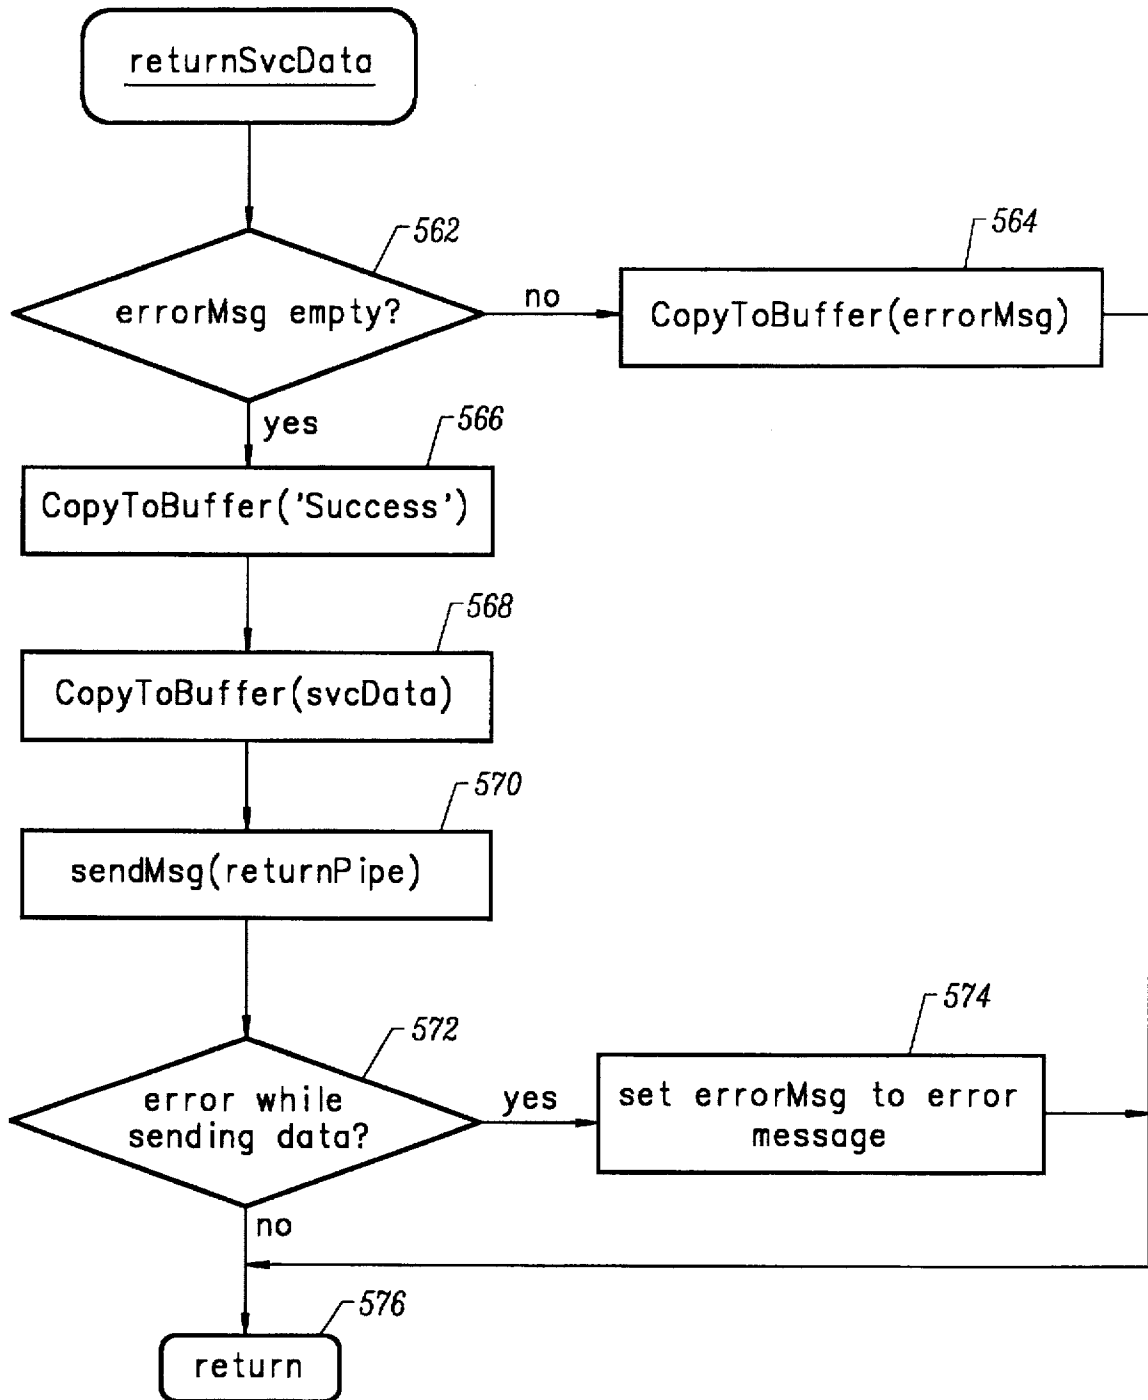 returnSvcData
562
errorMsg empty?
no
564
CopyToBuffer(errorMsg)
yes
566
CopyToBuffer('Success')
568
CopyToBuffer(svcData)
570
sendMsg(returnPipe)
572
error while
sending data?
yes
574
set errorMsg to error
message
no
576
return